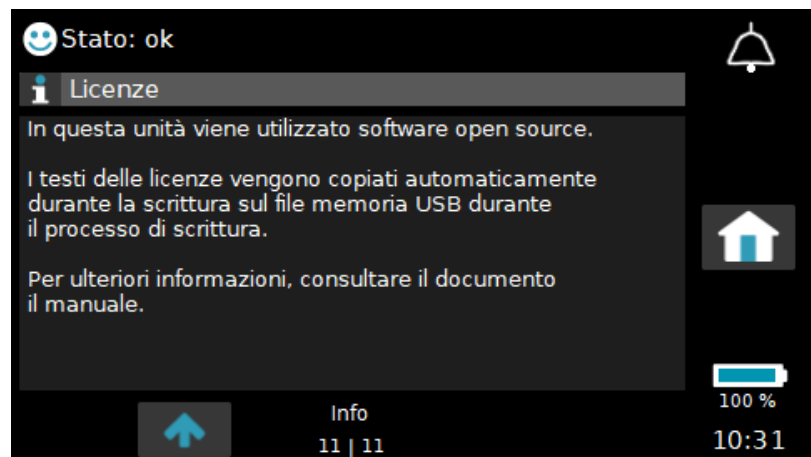 Stato: ok
Licenze
In questa unità viene utilizzato software open source.
I testi delle licenze vengono copiati automaticamente
durante la scrittura sul file memoria USB durante
il processo di scrittura.
Per ulteriori informazioni, consultare il documento
il manuale.
100 %
Info
11 | 11
10:31